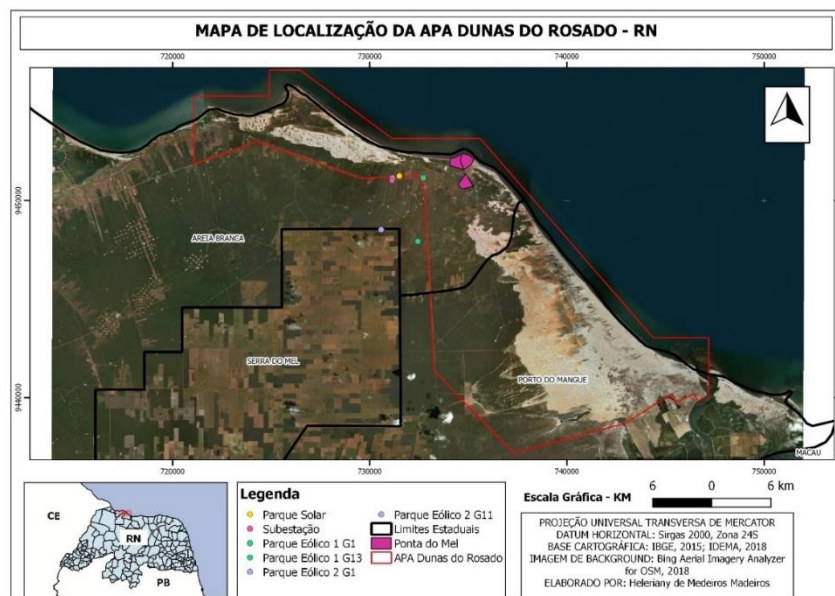 MAPA DE LOCALIZAÇÃO DA APA DUNAS DO ROSADO - RN
720000 730000 740000 750000
9450000
9440000
AREIA BRANCA
SERRA DO MEL
PORTO DO MANGUE
MACAU
720000 730000 740000 750000
CE
RN
PB
Legenda
Parque Solar
Subestação
Parque Eólico 1 G1
Parque Eólico 1 G13
Parque Eólico 2 G1
Parque Eólico 2 G11
Limites Estaduais
Ponta do Mel
APA Dunas do Rosado
Escala Gráfica - KM
6 0 6 km
PROJEÇÃO UNIVERSAL TRANSVERSA DE MERCATOR
DATUM HORIZONTAL: Sirgas 2000, Zona 24S
BASE CARTOGRÁFICA: IBGE, 2015; IDEMA, 2018
IMAGEM DE BACKGROUND: Bing Aerial Imagery Analyzer
for OSM, 2018
ELABORADO POR: Heleriany de Medeiros Madeiros